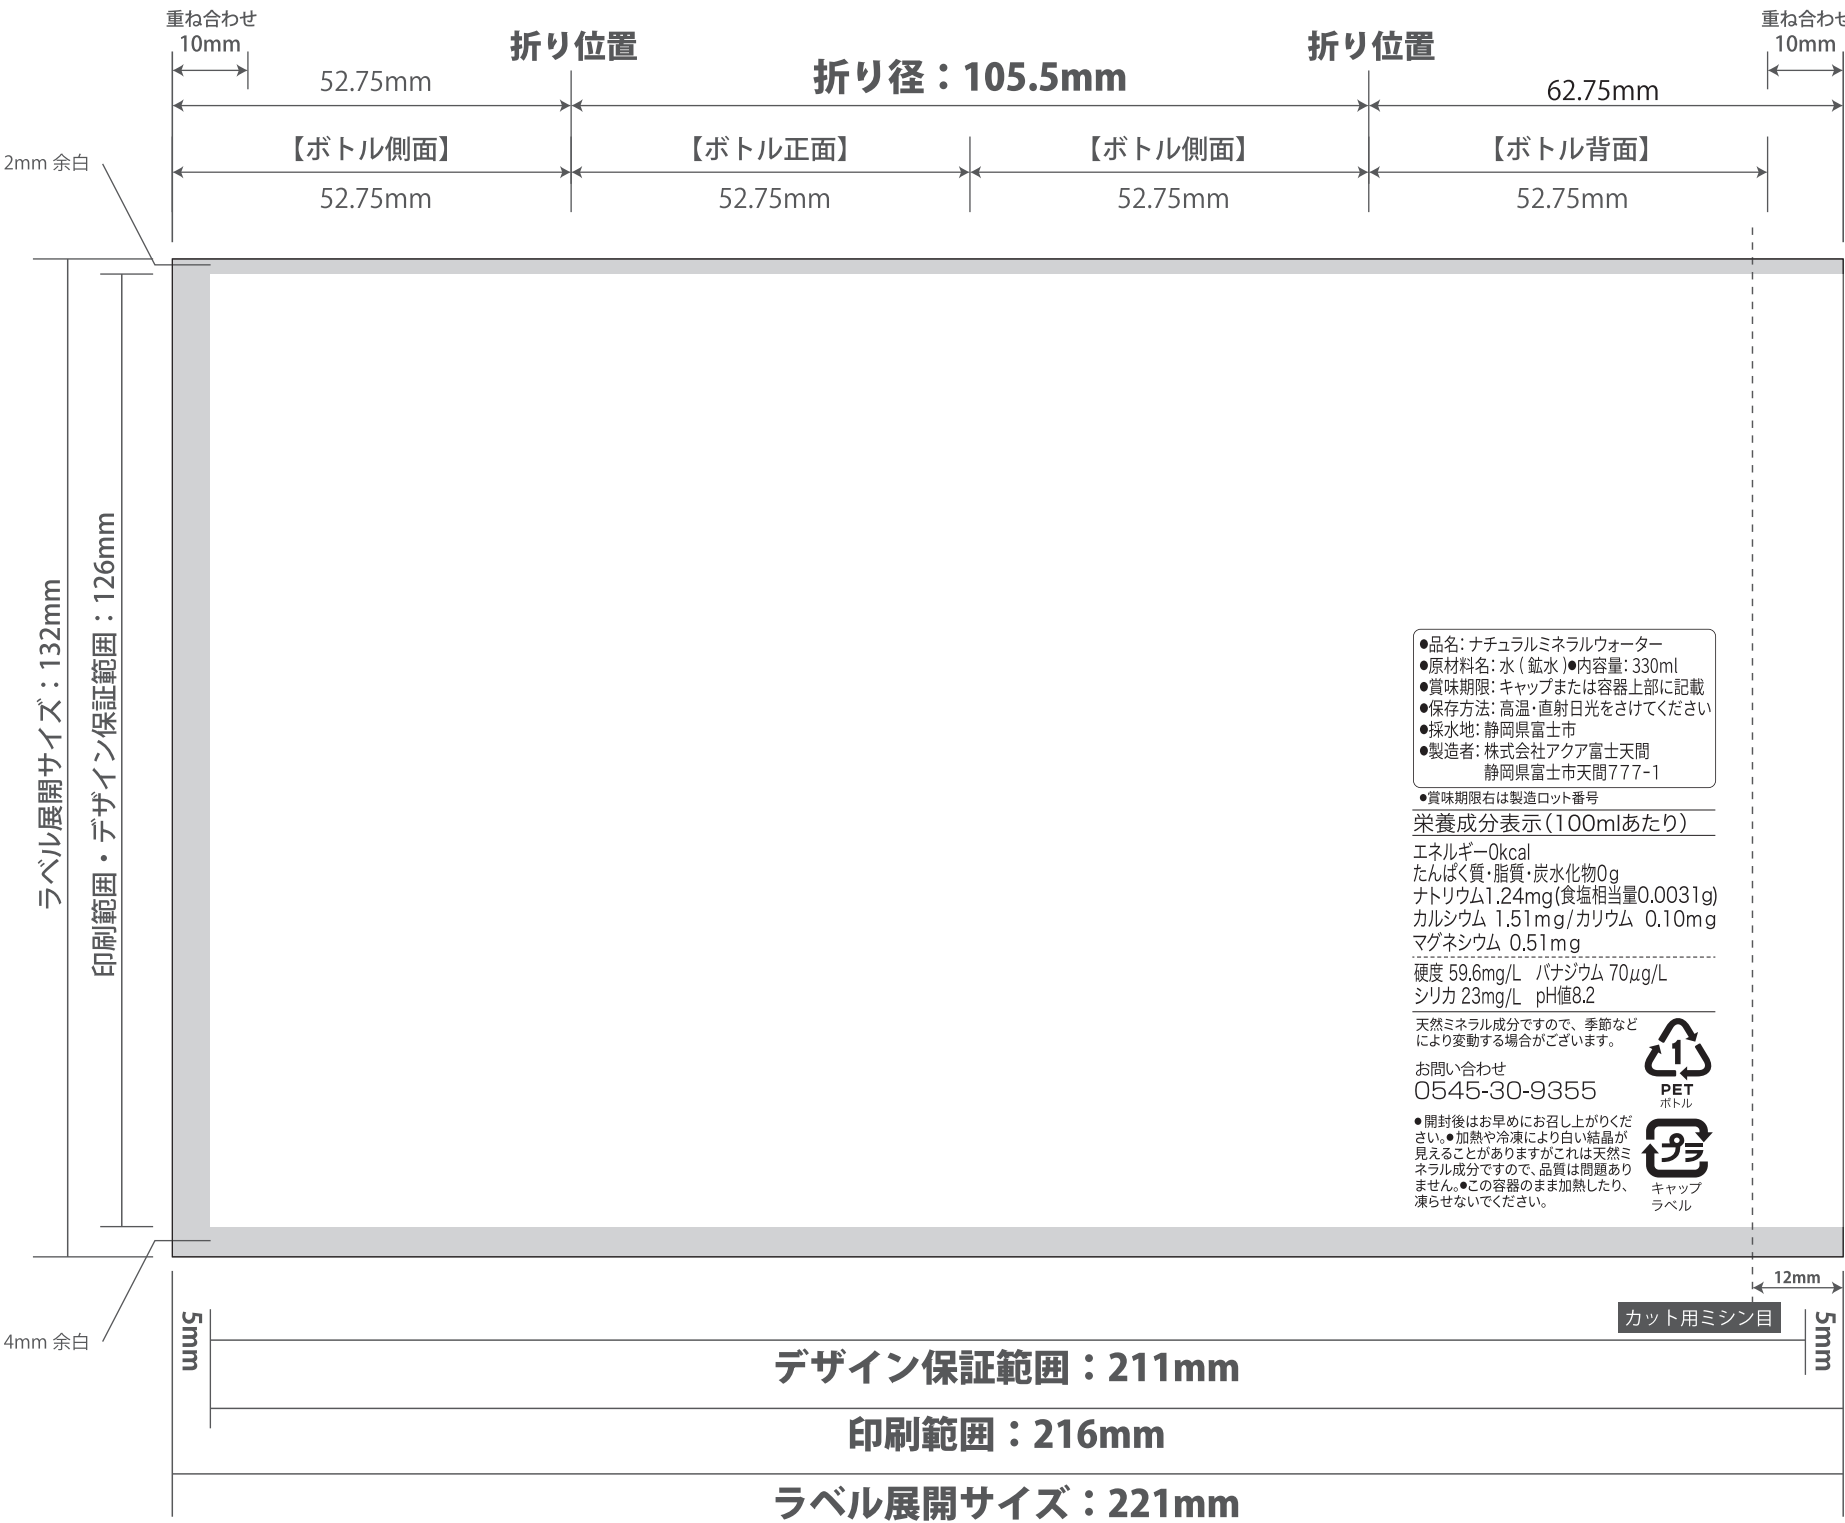 重ね合わせ
10mm
折り位置
折り位置
重ね合わせ
10mm
52.75mm
折り径：105.5mm
62.75mm
【ボトル側面】
【ボトル正面】
【ボトル側面】
【ボトル背面】
2mm 余白
52.75mm
52.75mm
52.75mm
52.75mm
ラベル展開サイズ：132mm
印刷範囲・デザイン保証範囲：126mm
●品名：ナチュラルミネラルウォーター
●原材料名：水(鉱水)●内容量：330ml
●賞味期限：キャップまたは容器上部に記載
●保存方法：高温・直射日光をさけてください
●採水地：静岡県富士市
●製造者：株式会社アクア富士天間
静岡県富士市天間777-1
●賞味期限右は製造ロット番号
栄養成分表示(100mlあたり)
エネルギー0kcal
たんぱく質・脂質・炭水化物0g
ナトリウム1.24mg(食塩相当量0.0031g)
カルシウム 1.51mg/カリウム 0.10mg
マグネシウム 0.51mg
硬度 59.6mg/L バナジウム 70μg/L
シリカ 23mg/L pH値8.2
天然ミネラル成分ですので、季節など
により変動する場合がございます。
お問い合わせ
0545-30-9355
1
PET
ボトル
●開封後はお早めにお召し上がりくだ
さい。●加熱や冷凍により白い結晶が
見えることがありますがこれは天然ミ
ネラル成分ですので、品質は問題あり
ません。●この容器のまま加熱したり、
凍らせないでください。
プラ
キャップ
ラベル
12mm
カット用ミシン目
4mm 余白
5mm
5mm
デザイン保証範囲：211mm
印刷範囲：216mm
ラベル展開サイズ：221mm